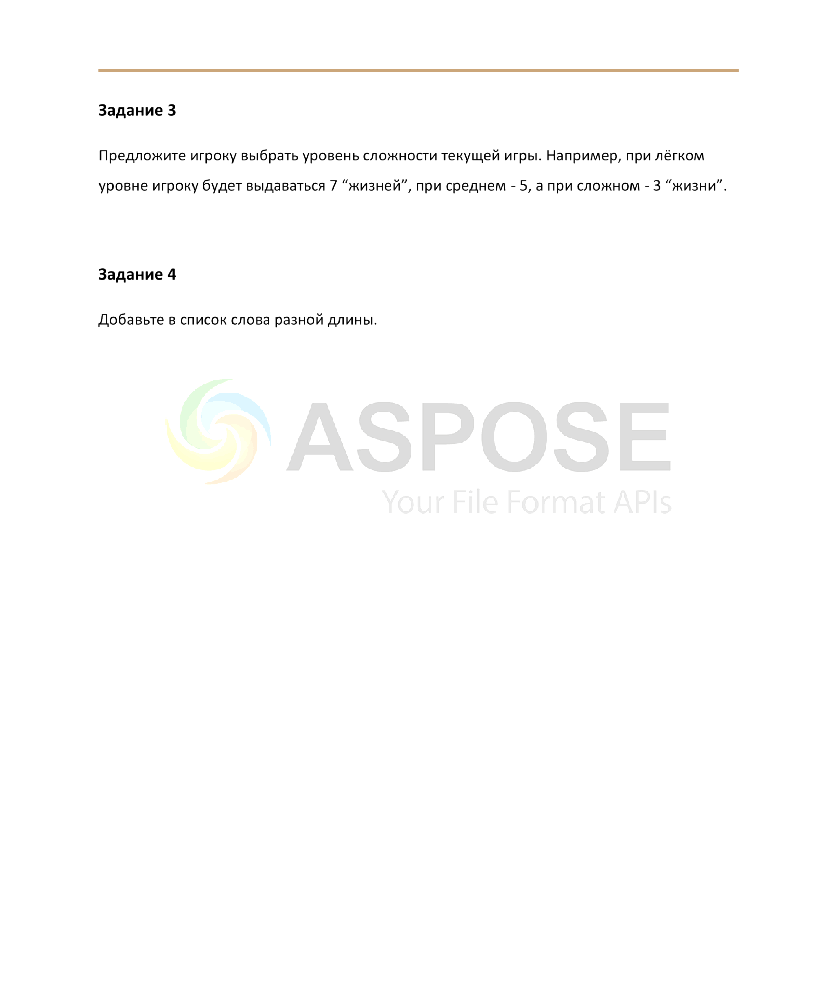 Задание 3
Предложите игроку выбрать уровень сложности текущей игры. Например, при лёгком
уровне игроку будет выдаваться 7 “жизней”, при среднем - 5, а при сложном - 3 “жизни”.
Задание 4
Добавьте в список слова разной длины.
ASPOSE
Your File Format APIs